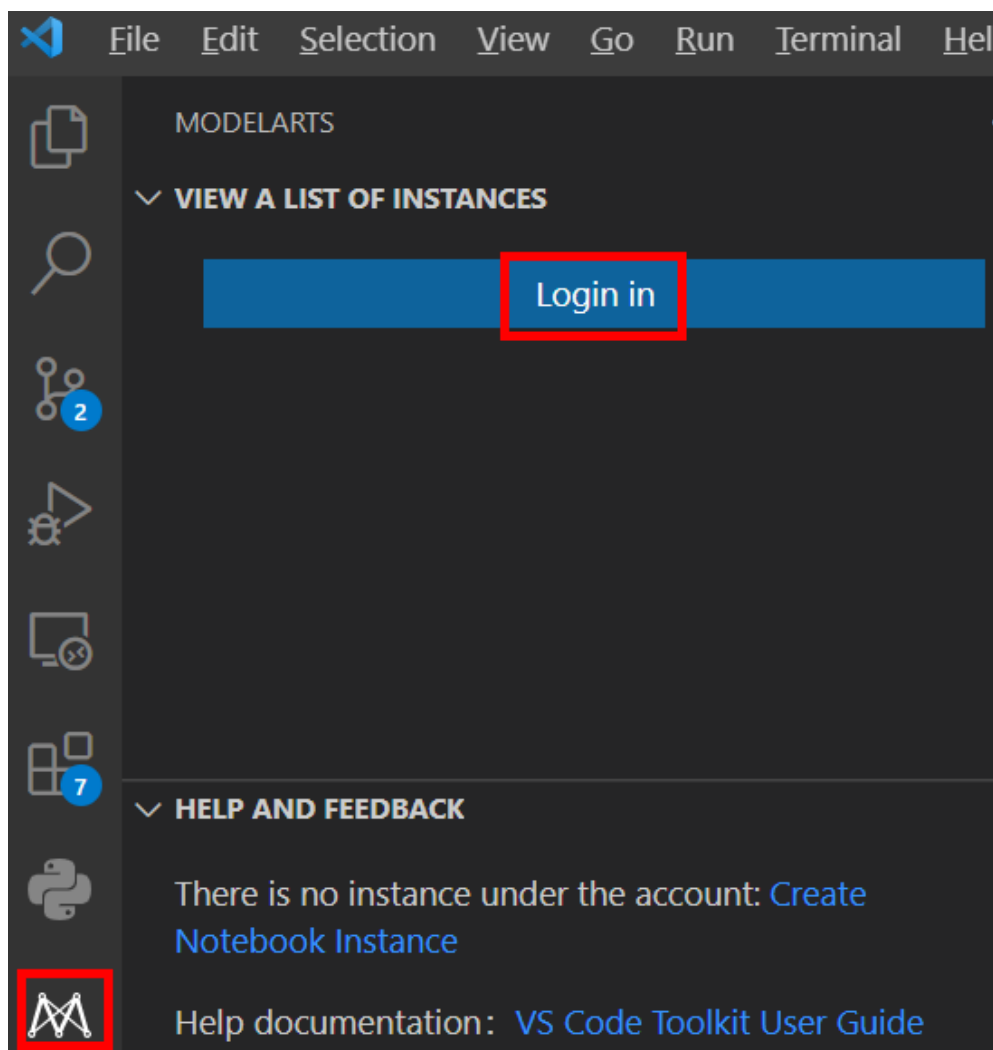 File Edit Selection View Go Run Terminal Hel
MODELARTS
VIEW A LIST OF INSTANCES
Login in
2
7
HELP AND FEEDBACK
There is no instance under the account: Create
Notebook Instance
Help documentation: VS Code Toolkit User Guide